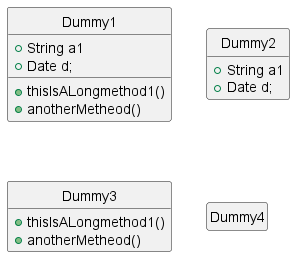 Dummy1
String a1
Date d;
thisIsALongmethod1()
anotherMetheod()
Dummy2
String a1
Date d;
Dummy3
thisIsALongmethod1()
anotherMetheod()
Dummy4